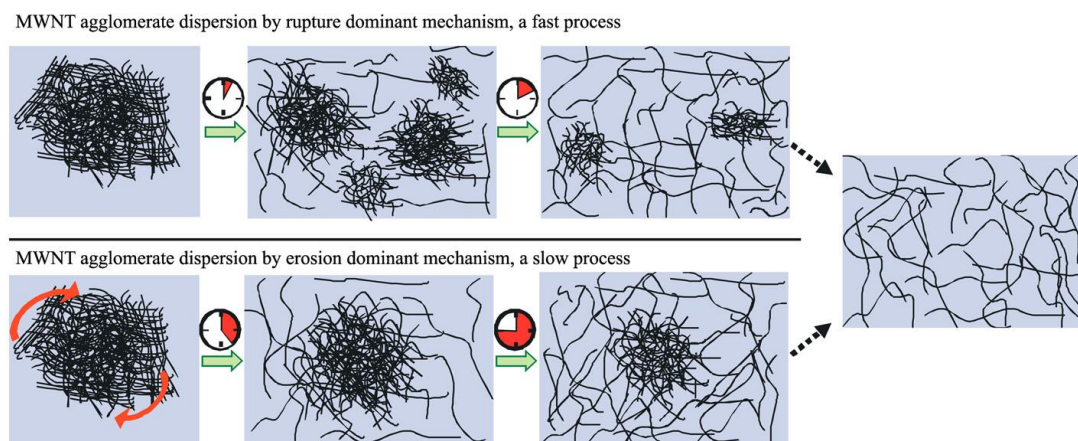 MWNT agglomerate dispersion by rupture dominant mechanism, a fast process
MWNT agglomerate dispersion by erosion dominant mechanism, a slow process